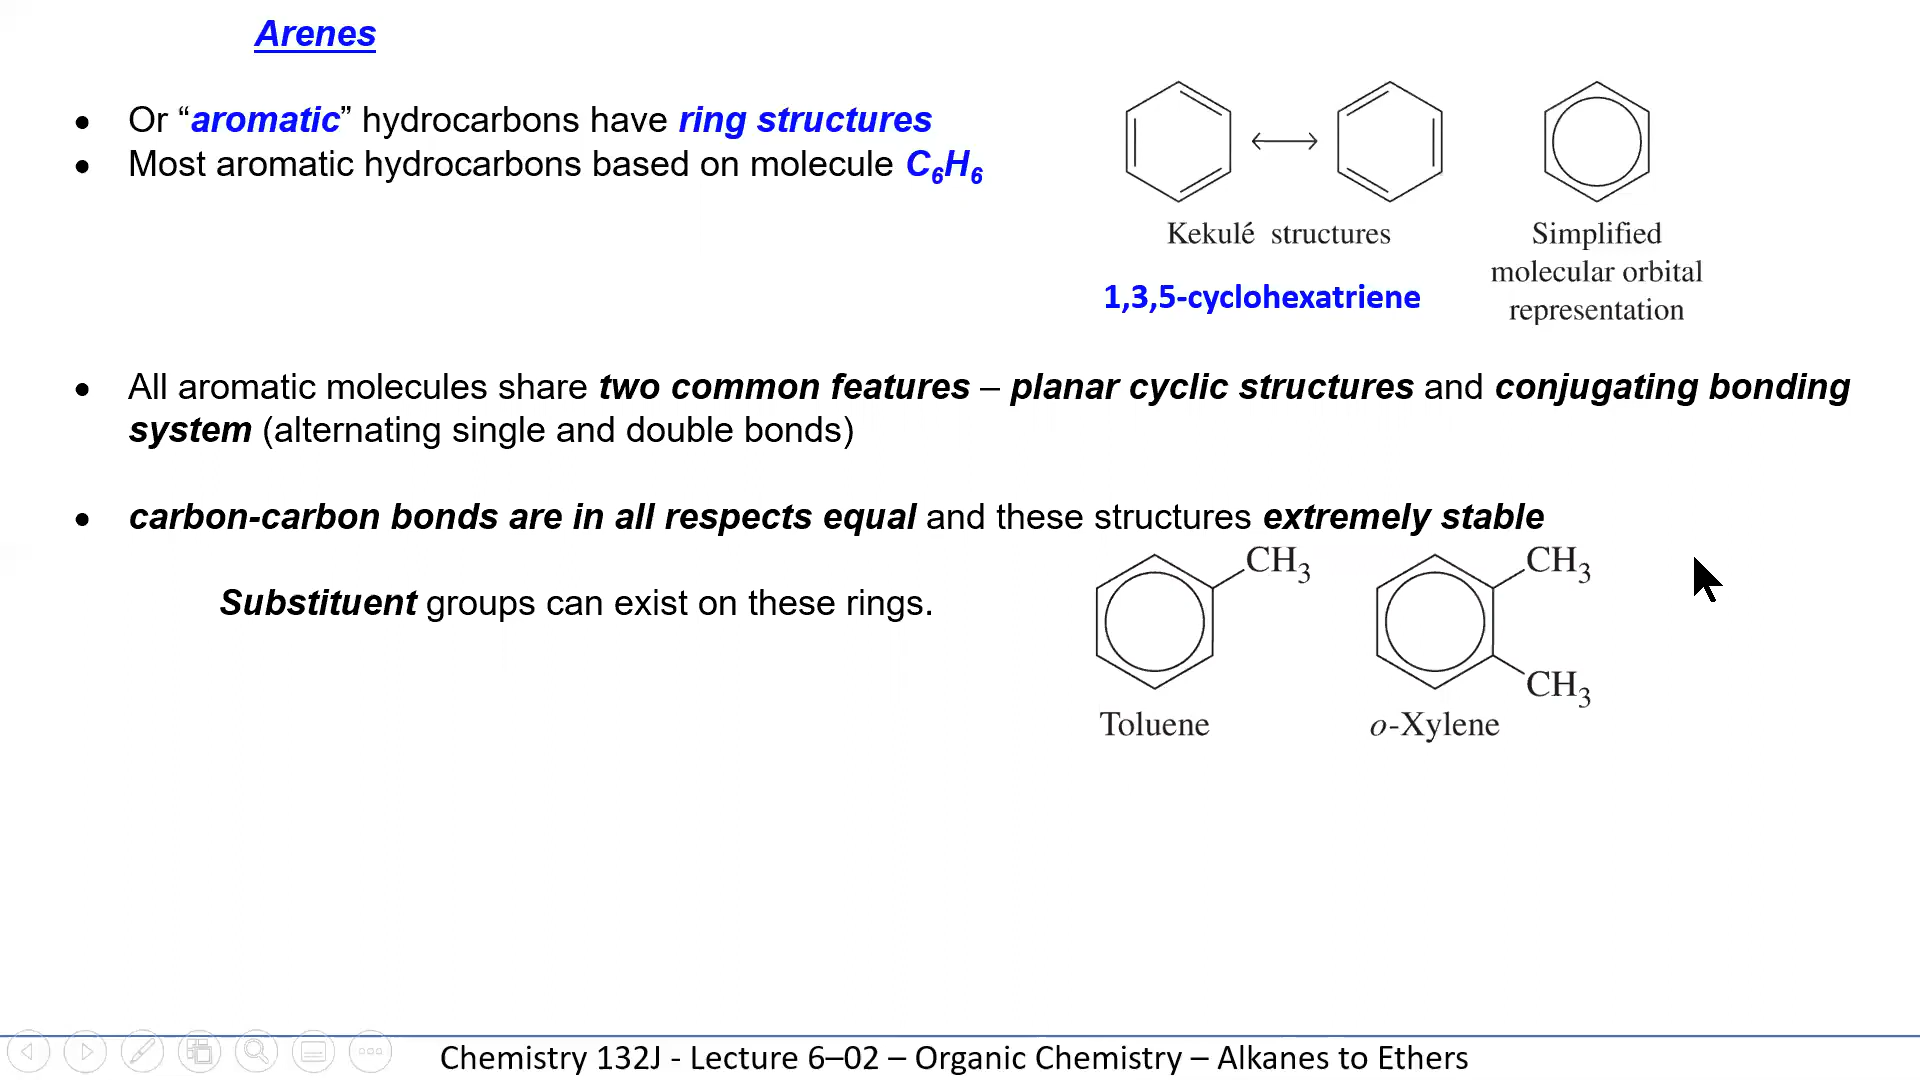 Arenes
• Or “aromatic” hydrocarbons have ring structures
• Most aromatic hydrocarbons based on molecule C₆H₆
Kekulé structures
1,3,5-cyclohexatriene
Simplified
molecular orbital
representation
• All aromatic molecules share two common features – planar cyclic structures and conjugating bonding
system (alternating single and double bonds)
• carbon-carbon bonds are in all respects equal and these structures extremely stable
Substituent groups can exist on these rings.
CH₃
Toluene
CH₃
CH₃
o-Xylene
Chemistry 132J - Lecture 6–02 – Organic Chemistry – Alkanes to Ethers